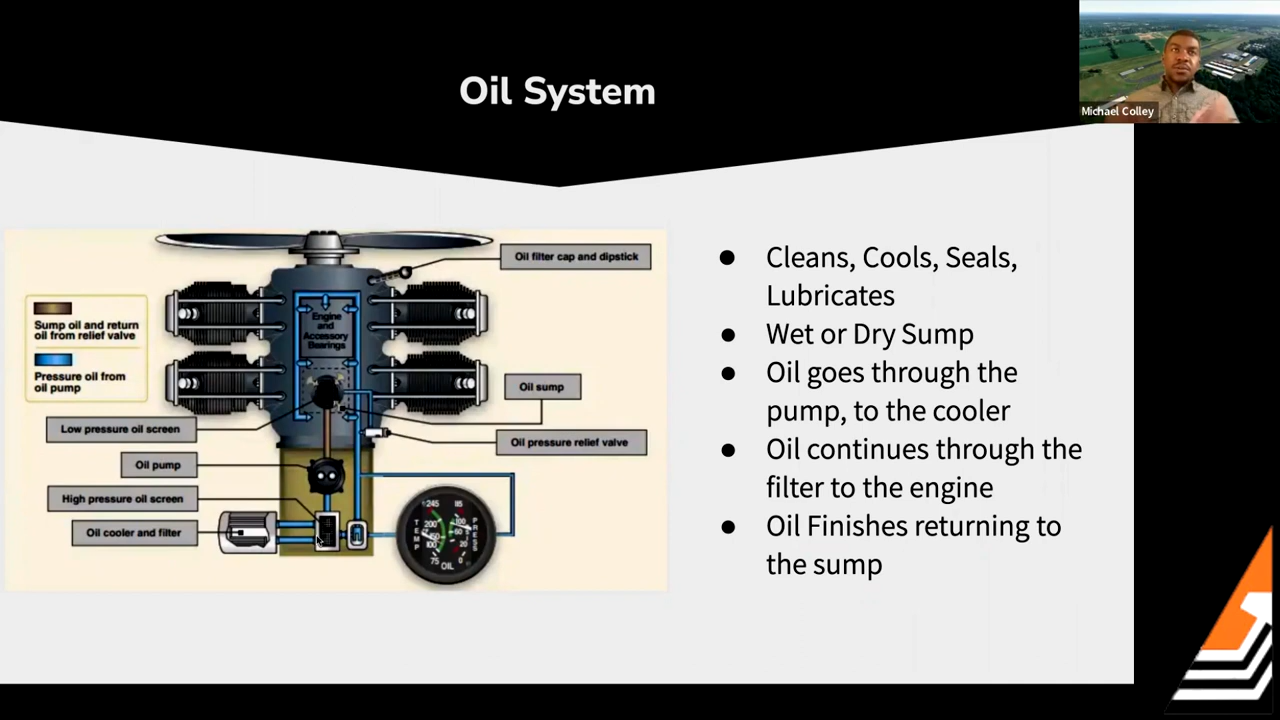 Oil System
Michael Colley
Oil filter cap and dipstick
Sump oil and return
oil from relief valve
Pressure oil from
oil pump
Engine
and
Accessory
Bearings
Oil sump
Low pressure oil screen
Oil pressure relief valve
Oil pump
High pressure oil screen
Oil cooler and filter
TEMP
245
200
150
100
75
OIL
PRESS
115
100
60
20
0
● Cleans, Cools, Seals,
Lubricates
● Wet or Dry Sump
● Oil goes through the
pump, to the cooler
● Oil continues through the
filter to the engine
● Oil Finishes returning to
the sump